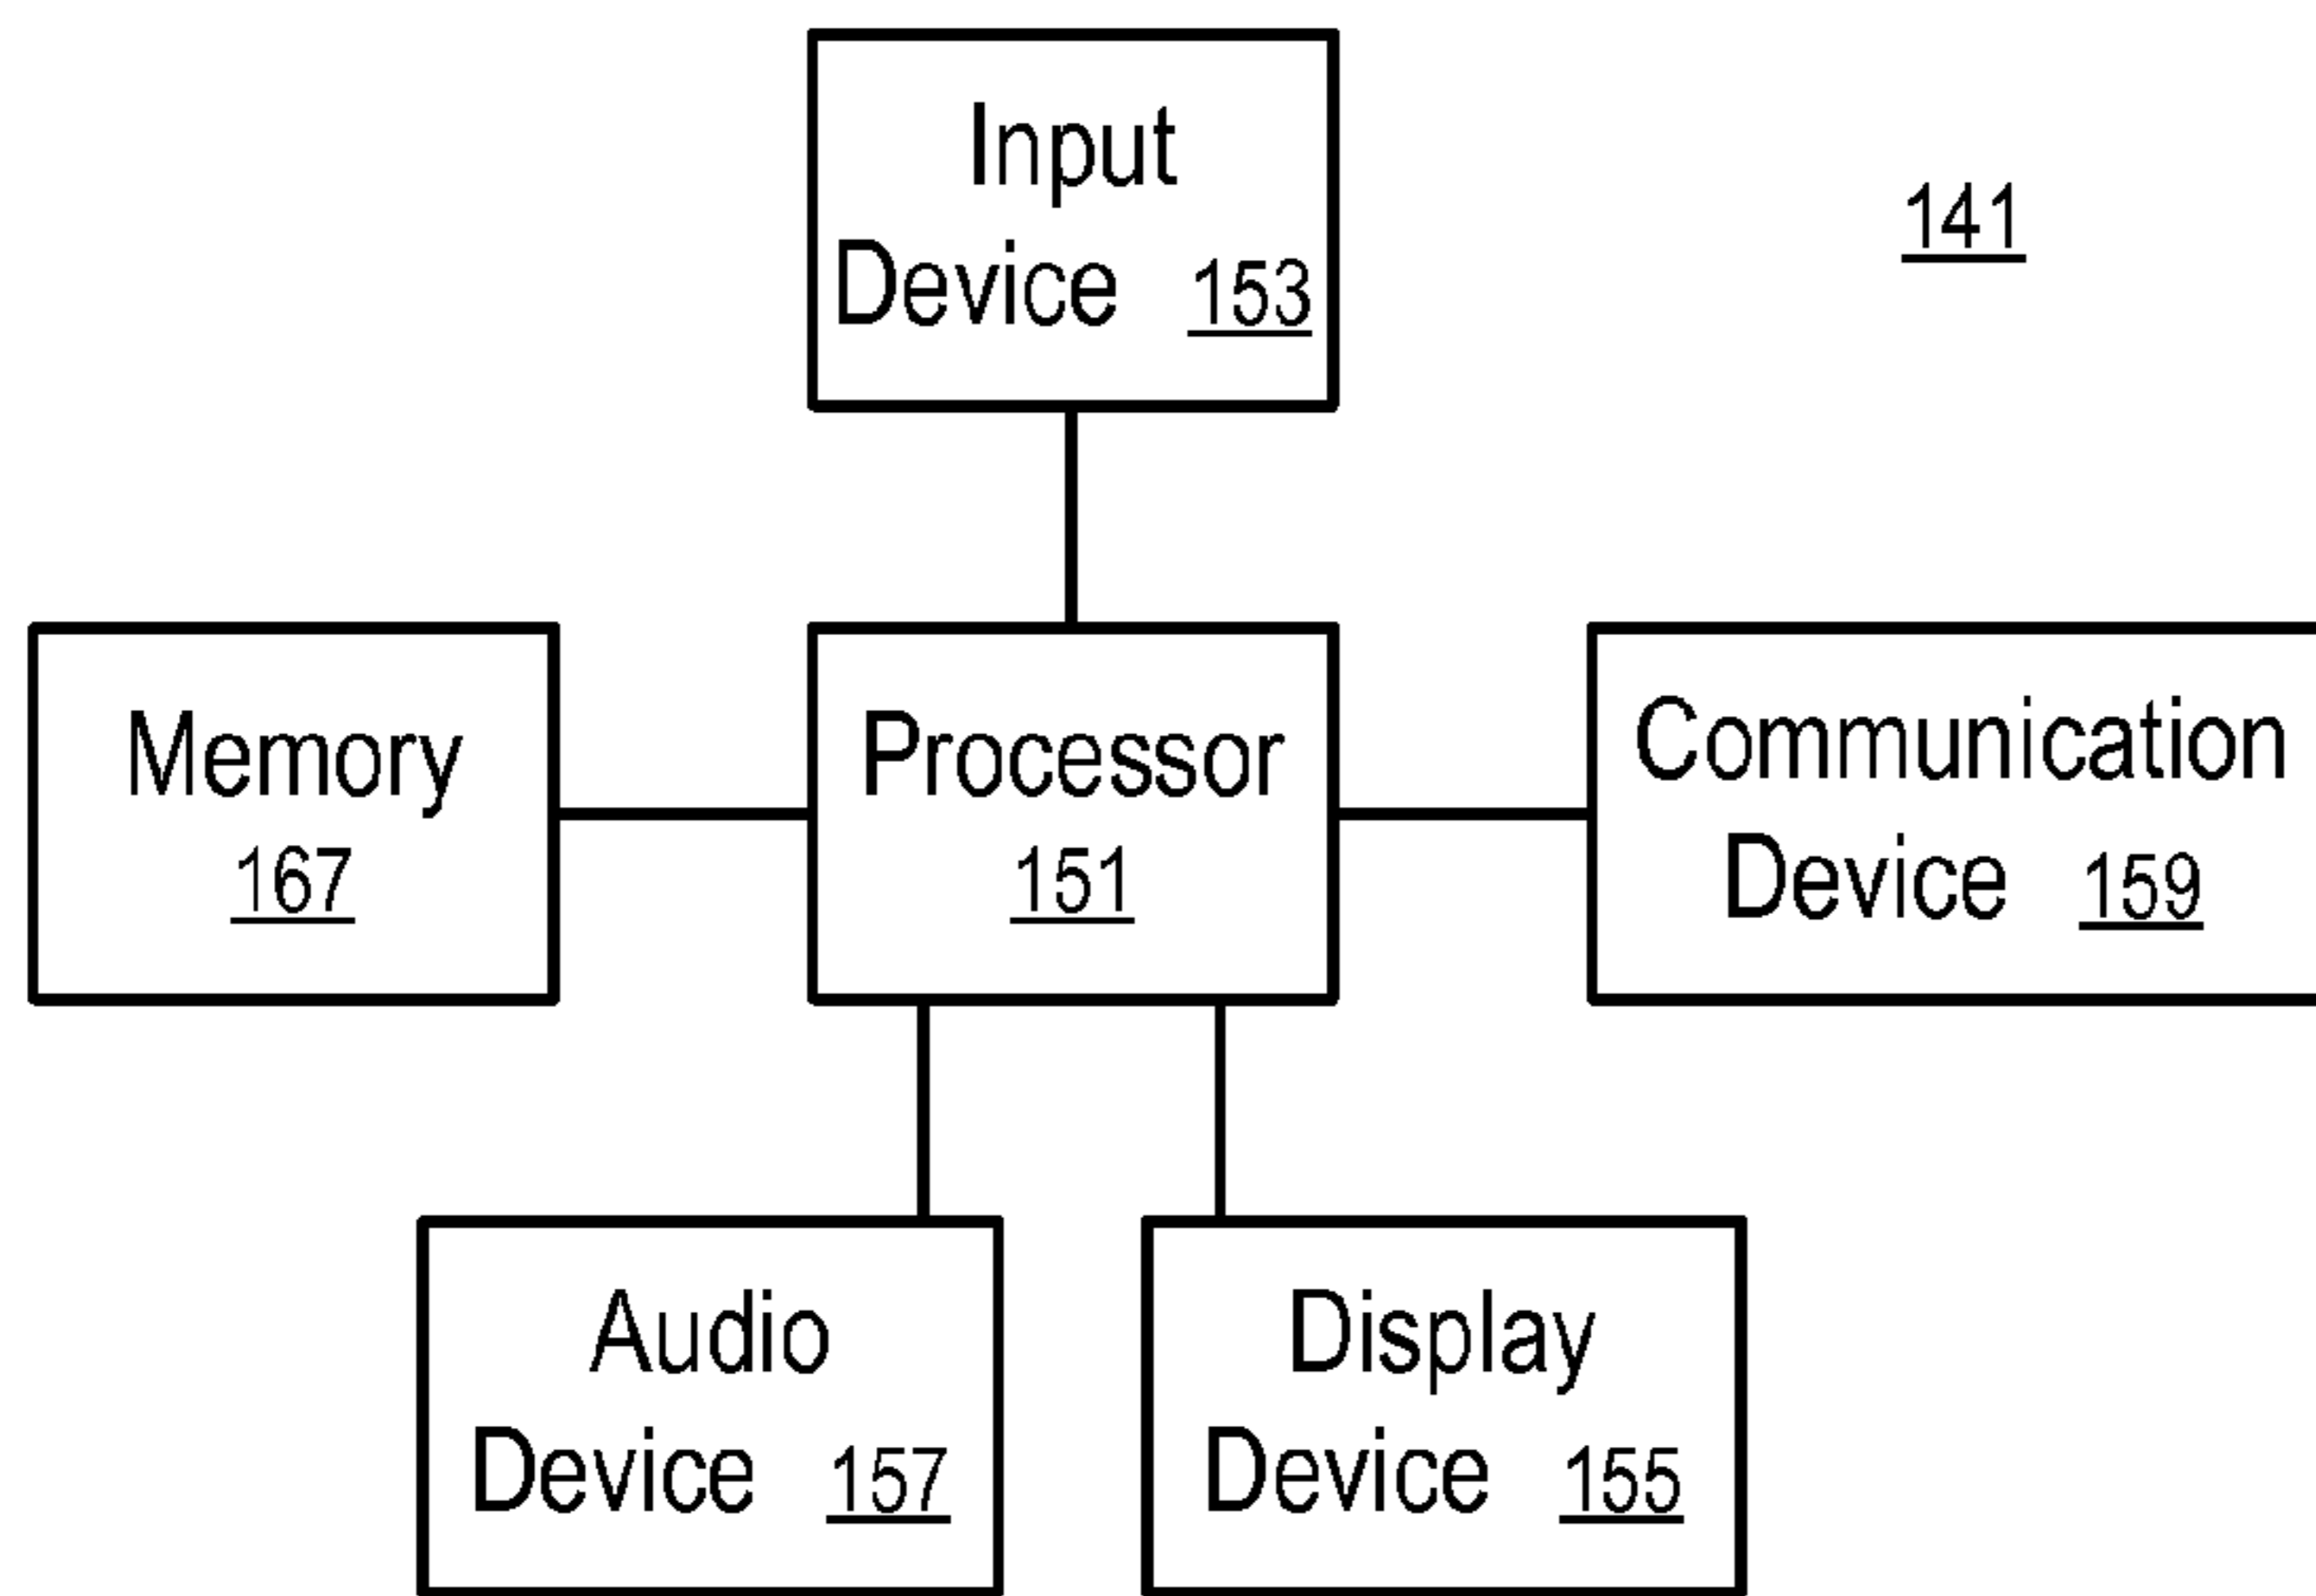 Input
Device 153
141
Memory
167
Processor
151
Communication
Device 159
Audio
Device 157
Display
Device 155